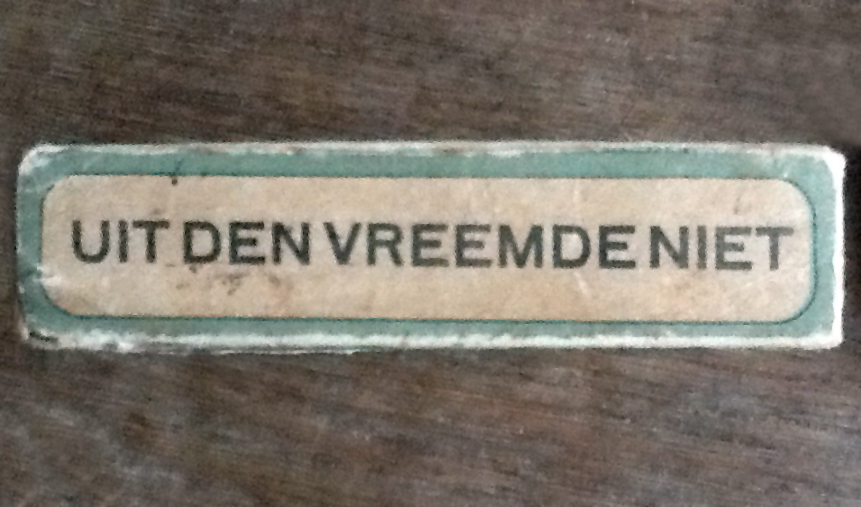 UIT DEN VREEMDE NIET